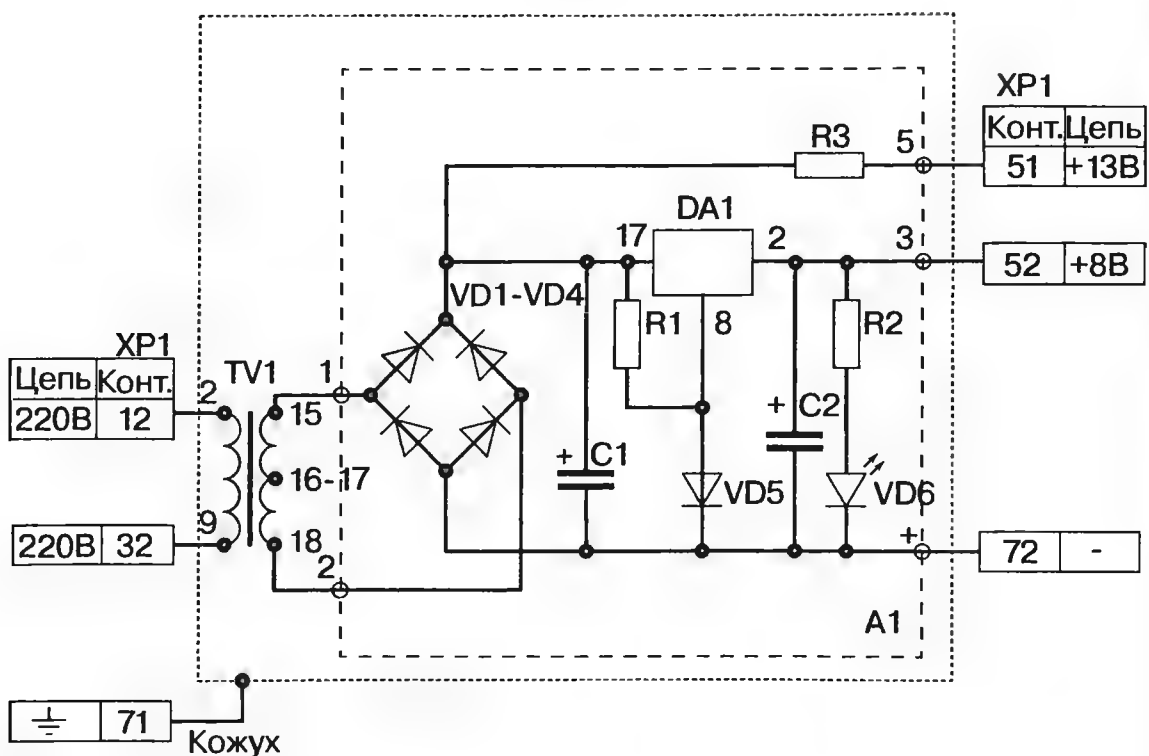 XP1
Конт. Цепь
51 +13В
R3
5
DA1
17
2
3
52 +8В
VD1-VD4
R1
8
R2
XP1
Цепь Конт.
220В 12
2
TV1
1
15
+ C2
16-17
+ C1
VD5
VD6
220В 32
9
18
2
+
72 -
A1
71
Кожух